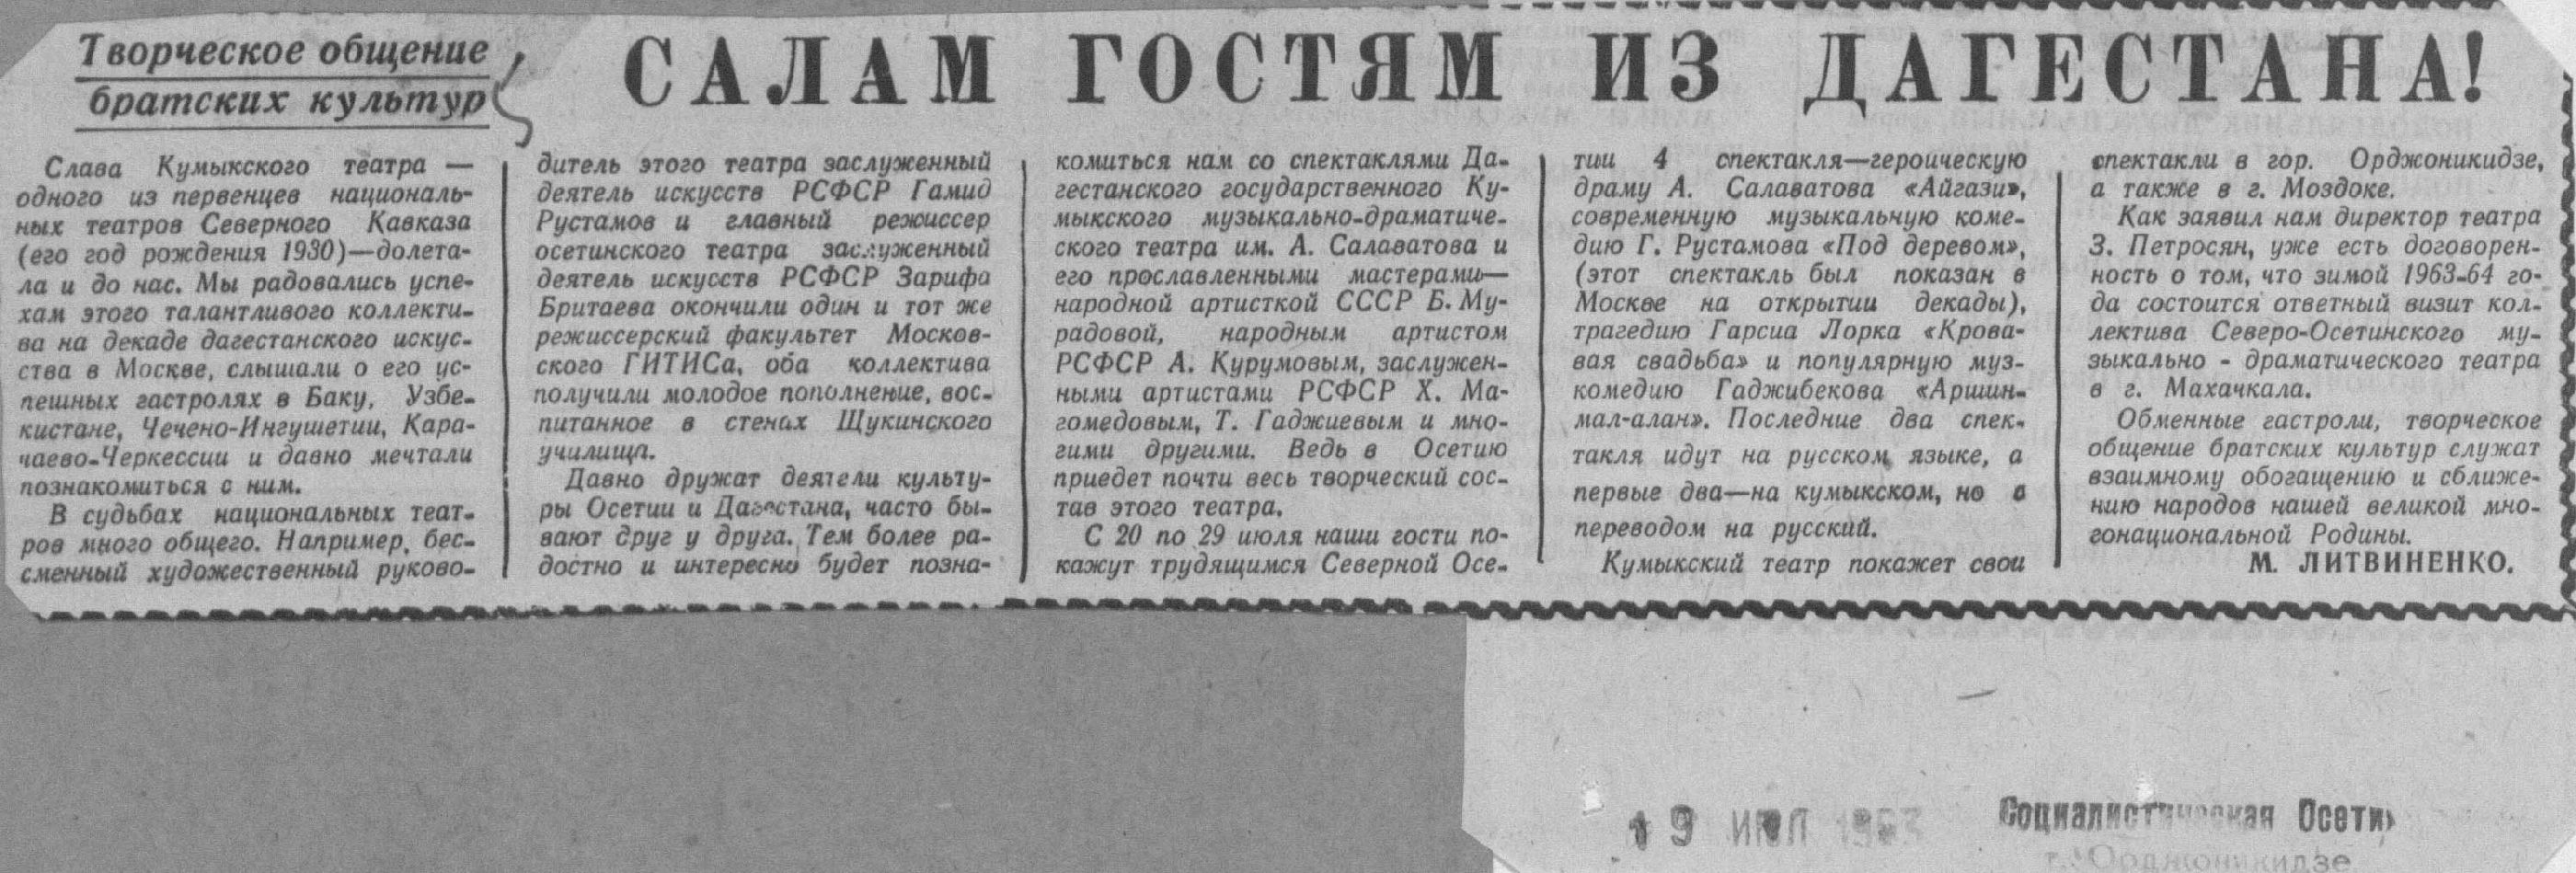 Творческое общение
братских культур
САЛАМ ГОСТЯМ ИЗ ДАГЕСТАНА!
Слава Кумыкского театра —
одного из первенцев националь-
ных театров Северного Кавказа
(его год рождения 1930)—долета-
ла и до нас. Мы радовались успе-
хам этого талантливого коллекти-
ва на декаде дагестанского искус-
ства в Москве, слышали о его ус-
пешных гастролях в Баку, Узбе-
кистане, Чечено-Ингушетии, Кара-
чаево-Черкессии и давно мечтали
познакомиться с ним.
В судьбах национальных теат-
ров много общего. Например, бес-
сменный художественный руково-
дитель этого театра заслуженный
деятель искусств РСФСР Гамид
Рустамов и главный режиссер
осетинского театра заслуженный
деятель искусств РСФСР Зарифа
Бритаева окончили один и тот же
режиссерский факультет Москов-
ского ГИТИСа, оба коллектива
получили молодое пополнение, вос-
питанное в стенах Щукинского
училища.
Давно дружат деятели культу-
ры Осетии и Дагестана, часто бы-
вают друг у друга. Тем более ра-
достно и интересно будет позна-
комиться нам со спектаклями Да-
гестанского государственного Ку-
мыкского музыкально-драматиче-
ского театра им. А. Салаватова и
его прославленными мастерами—
народной артисткой СССР Б. Му-
радовой, народным артистом
РСФСР А. Курумовым, заслужен-
ными артистами РСФСР Х. Ма-
гомедовым, Т. Гаджиевым и мно-
гими другими. Ведь в Осетию
приедет почти весь творческий сос-
тав этого театра.
С 20 по 29 июля наши гости по-
кажут трудящимся Северной Осе-
тии 4 спектакля—героическую
драму А. Салаватова «Айгази»,
современную музыкальную коме-
дию Г. Рустамова «Под деревом»,
(этот спектакль был показан в
Москве на открытии декады),
трагедию Гарсиа Лорка «Крова-
вая свадьба» и популярную муз-
комедию Гаджибекова «Аршин-
мал-алан». Последние два спек-
такля идут на русском языке, а
первые два—на кумыкском, но с
переводом на русский.
Кумыкский театр покажет свои
спектакли в гор. Орджоникидзе,
а также в г. Моздоке.
Как заявил нам директор театра
З. Петросян, уже есть договорен-
ность о том, что зимой 1963-64 го-
да состоится ответный визит кол-
лектива Северо-Осетинского му-
зыкально - драматического театра
в г. Махачкала.
Обменные гастроли, творческое
общение братских культур служат
взаимному обогащению и сближе-
нию народов нашей великой мно-
гонациональной Родины.
М. ЛИТВИНЕНКО.
19 ИЮЛ 1963
Социалистическая Осети
г. Орджоникидзе